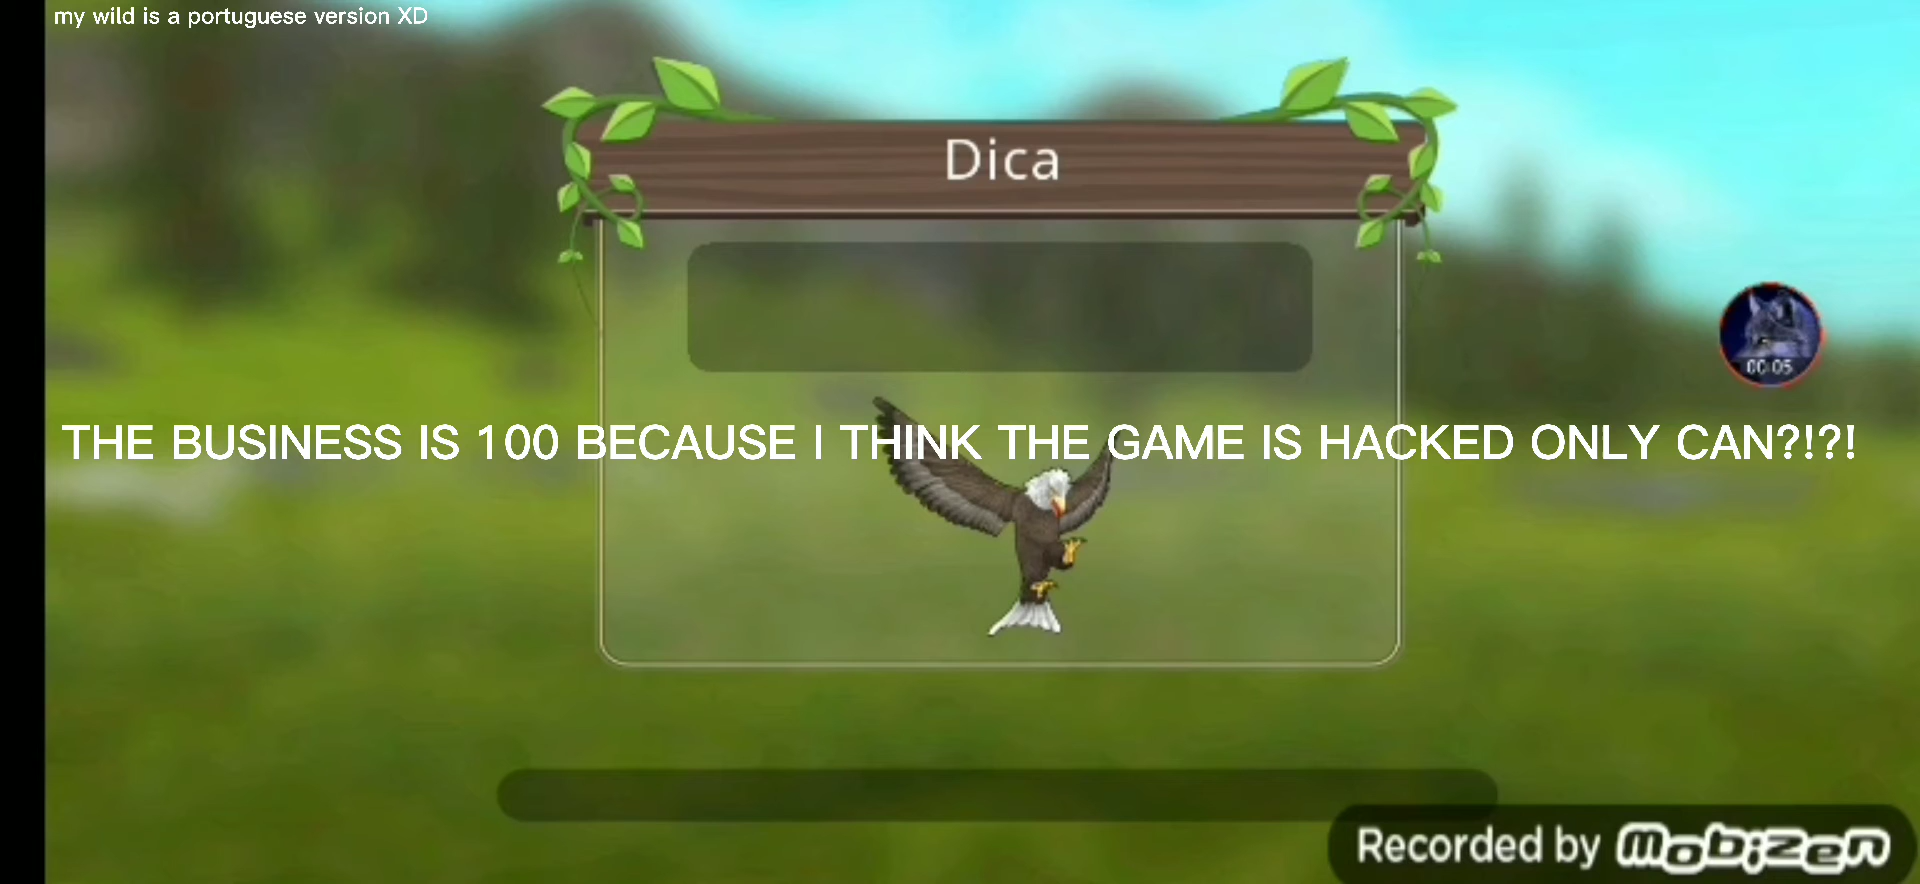 my wild is a portuguese version XD
Dica
00:05
THE BUSINESS IS 100 BECAUSE I THINK THE GAME IS HACKED ONLY CAN?!?!
Recorded by Mobizen